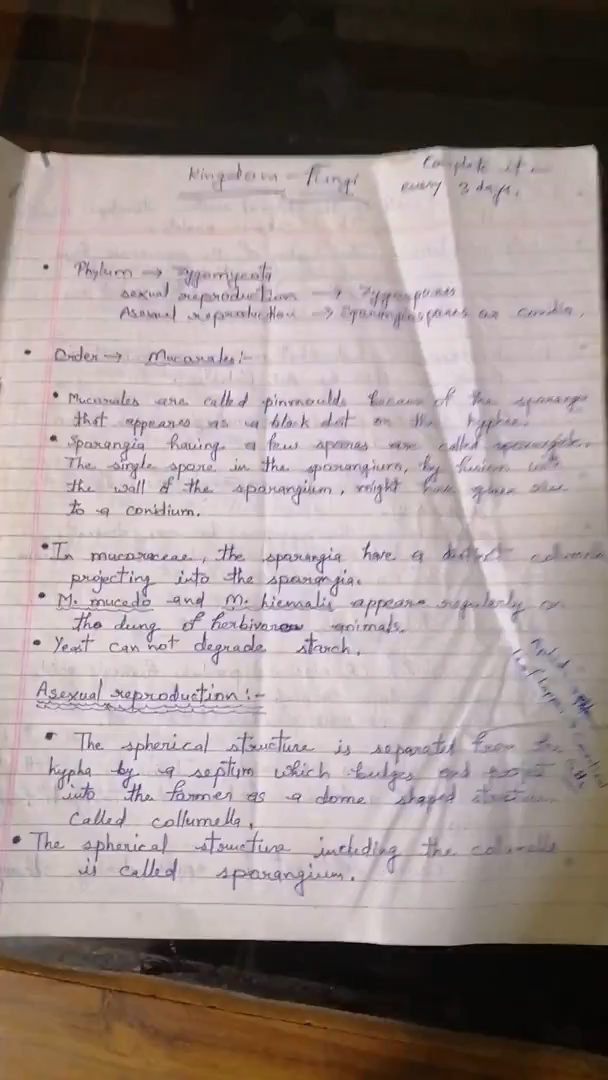 Kingdom - Fungi
Complete it
every 3 days.
• Phylum → Zygomycota
sexual reproduction → Zygospores
Asexual reproduction → Sporangiospores or conidia.
• Order → Mucorales:-
• Mucorales are called pinmoulds because of the sporangia
that appears as a black dot on the hyphae.
• Sporangia having a few spores are called
The single spore in the sporangium, by fusion with
the wall of the sporangium, might have given rise
to a conidium.
• In mucoraceae, the sporangia have a distinct
projecting into the sporangia.
• M. mucedo and M. hiemalis appears regularly on
the dung of herbivores animals.
• Yeast can not degrade starch.
Asexual reproduction:-
• The spherical structure is separated from the
hypha by a septum which bulges and project
into the former as a dome shaped
called collumella.
• The spherical structure including the columella
is called sporangium.